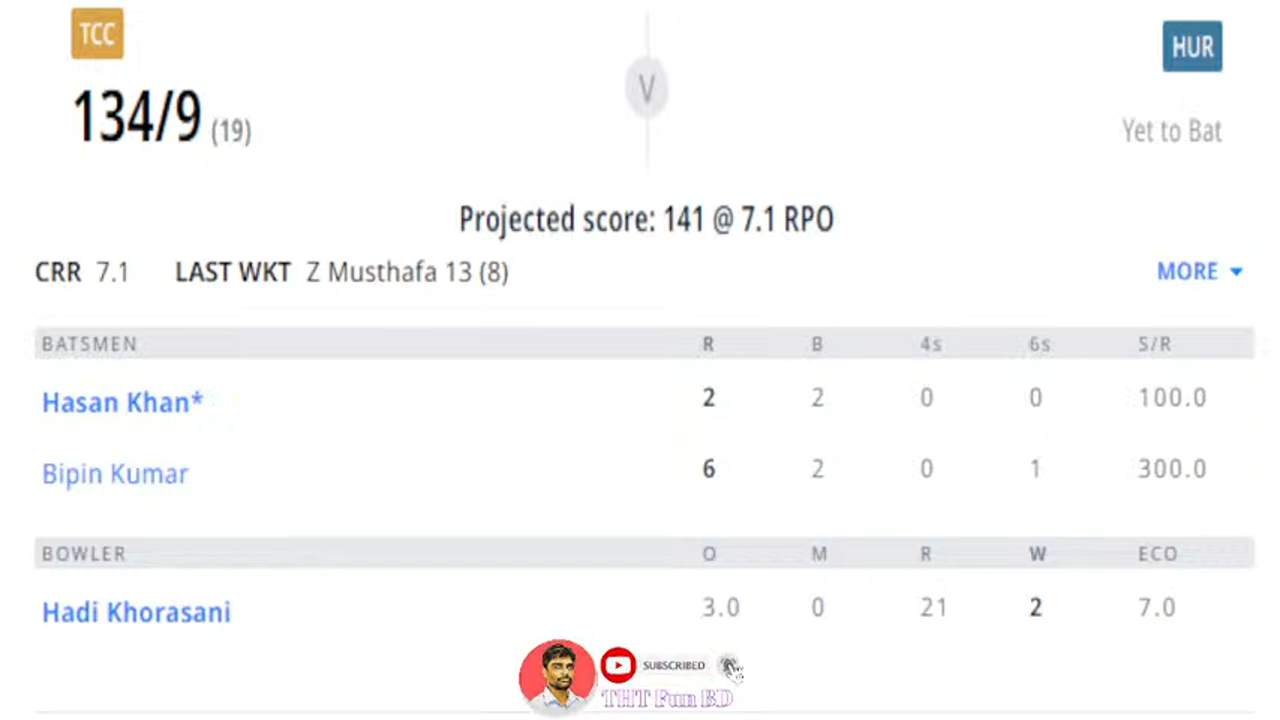 TCC
134/9 (19)
V
HUR
Yet to Bat
Projected score: 141 @ 7.1 RPO
CRR 7.1 LAST WKT Z Musthafa 13 (8) MORE
BATSMEN R B 4s 6s S/R
Hasan Khan* 2 2 0 0 100.0
Bipin Kumar 6 2 0 1 300.0
BOWLER O M R W ECO
Hadi Khorasani 3.0 0 21 2 7.0
SUBSCRIBED
THT Fun BD